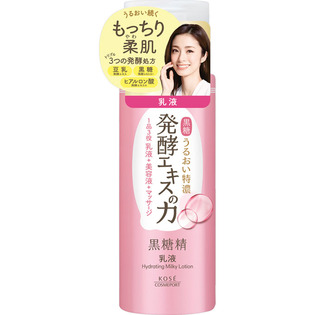 うるおい続く
もっちり
柔肌
やわ
3つの発酵処方
豆乳
黒糖
ヒアルロン酸
乳液
黒糖
うるおい特濃
発酵エキスの力
1品3役 乳液+美容液+マッサージ
黒糖精
乳液
Hydrating Milky Lotion
KOSÉ
COSMEPORT